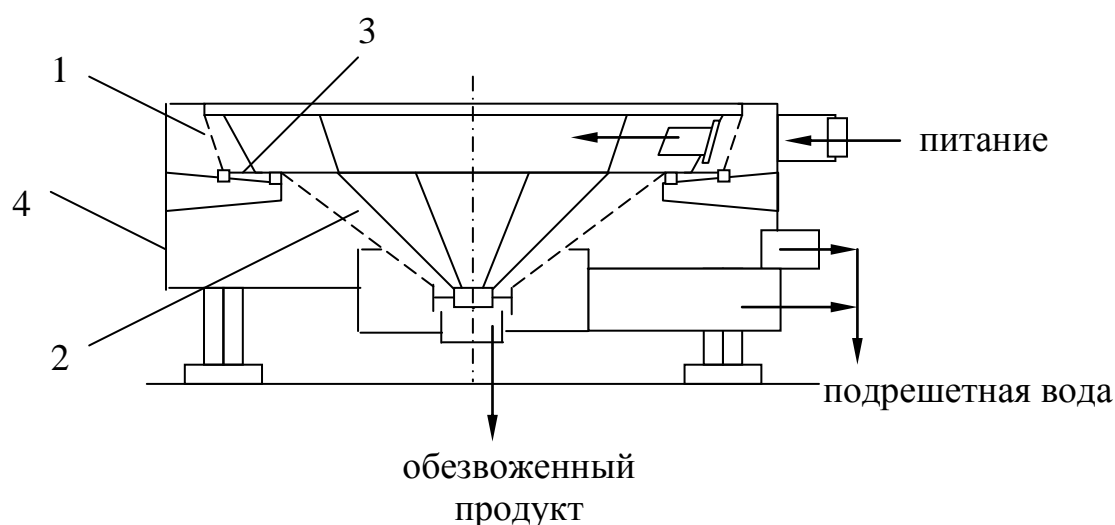 3
1
питание
4
2
подрешетная вода
обезвоженный
продукт